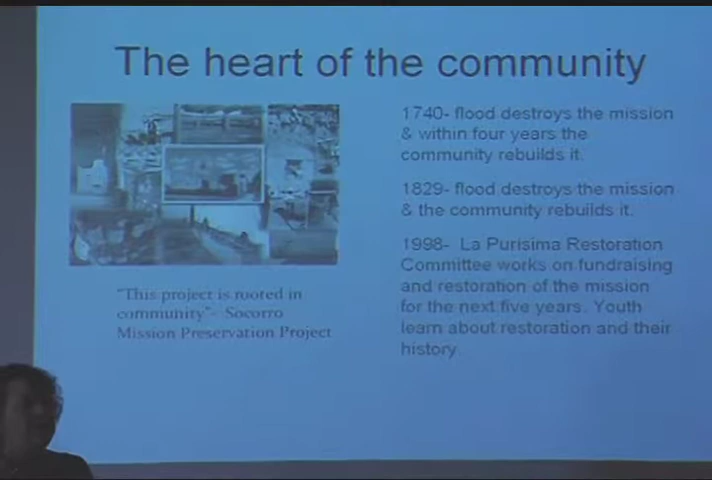 The heart of the community
1740- flood destroys the mission
& within four years the
community rebuilds it.
1829- flood destroys the mission
& the community rebuilds it.
1998- La Purisima Restoration
Committee works on fundraising
and restoration of the mission
for the next five years. Youth
learn about restoration and their
history.
"This project is rooted in
community"- Socorro
Mission Preservation Project